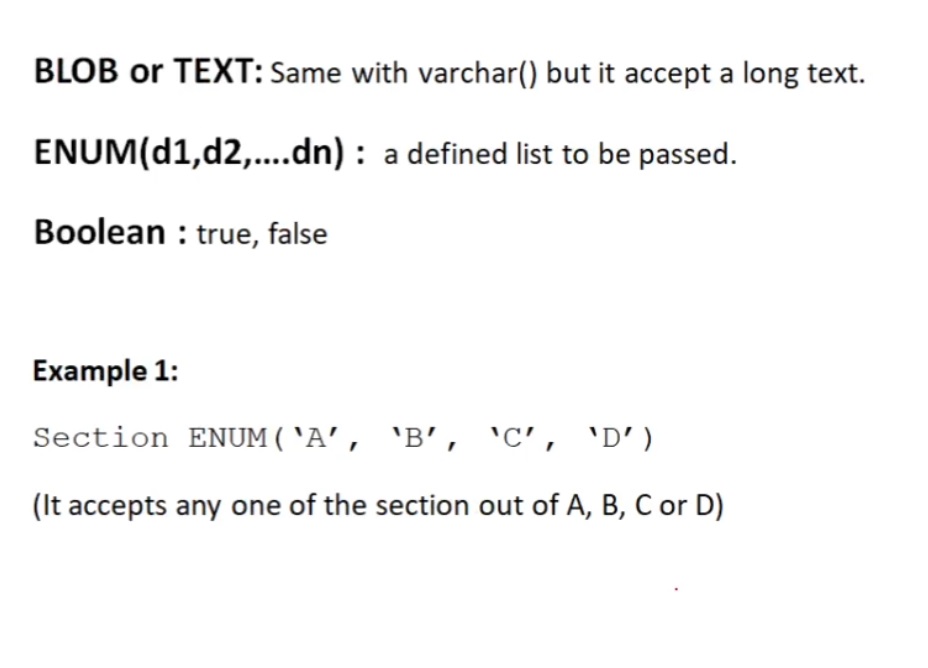 BLOB or TEXT: Same with varchar() but it accept a long text.
ENUM(d1,d2,....dn) : a defined list to be passed.
Boolean : true, false
Example 1:
Section ENUM(‘A’, ‘B’, ‘C’, ‘D’)
(It accepts any one of the section out of A, B, C or D)